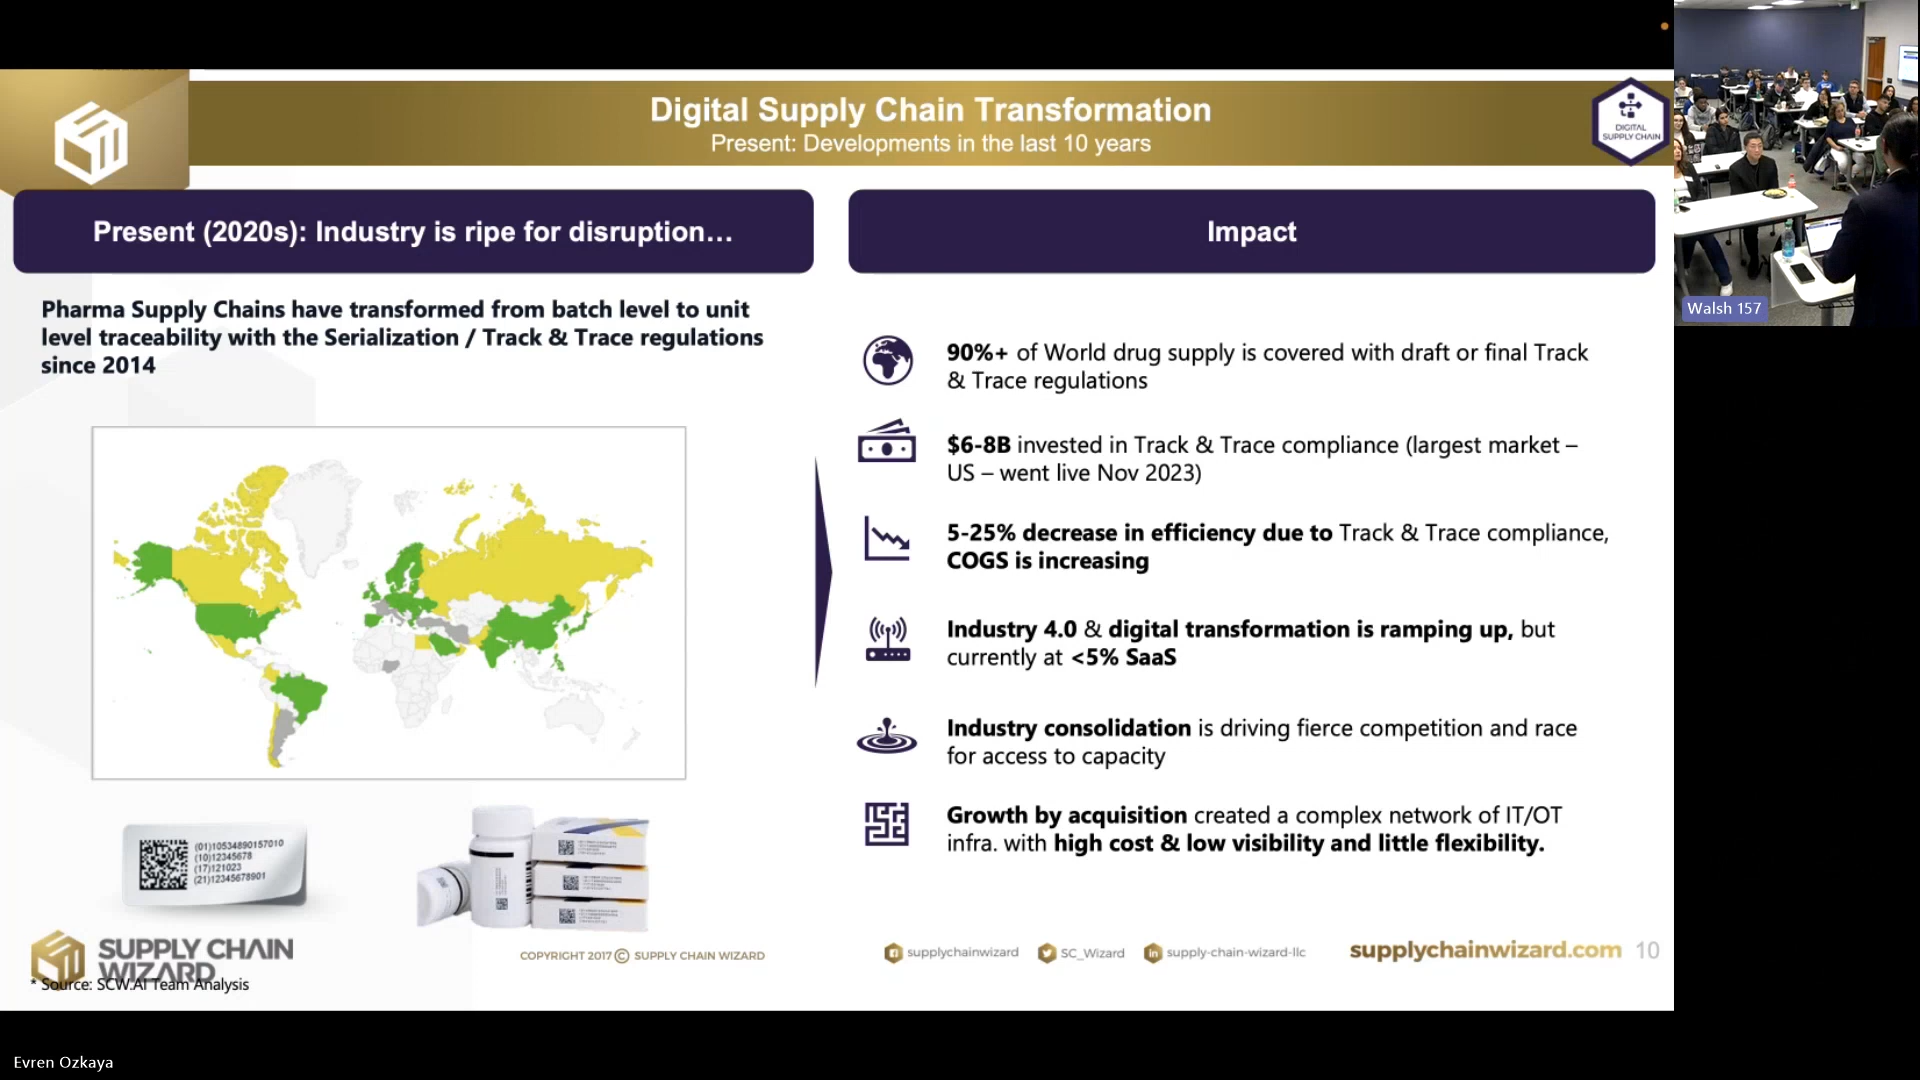 Digital Supply Chain Transformation
Present: Developments in the last 10 years
DIGITAL
SUPPLY CHAIN
Walsh 157
Present (2020s): Industry is ripe for disruption…
Pharma Supply Chains have transformed from batch level to unit
level traceability with the Serialization / Track & Trace regulations
since 2014
(01)10534890157010
(10)12345678
(17)121023
(21)12345678901
Impact
90%+ of World drug supply is covered with draft or final Track
& Trace regulations
$6-8B invested in Track & Trace compliance (largest market –
US – went live Nov 2023)
5-25% decrease in efficiency due to Track & Trace compliance,
COGS is increasing
Industry 4.0 & digital transformation is ramping up, but
currently at <5% SaaS
Industry consolidation is driving fierce competition and race
for access to capacity
Growth by acquisition created a complex network of IT/OT
infra. with high cost & low visibility and little flexibility.
SUPPLY CHAIN
WIZARD
* Source: SCW.AI Team Analysis
COPYRIGHT 2017 © SUPPLY CHAIN WIZARD
supplychainwizard
SC_Wizard
supply-chain-wizard-llc
supplychainwizard.com 10
Evren Ozkaya